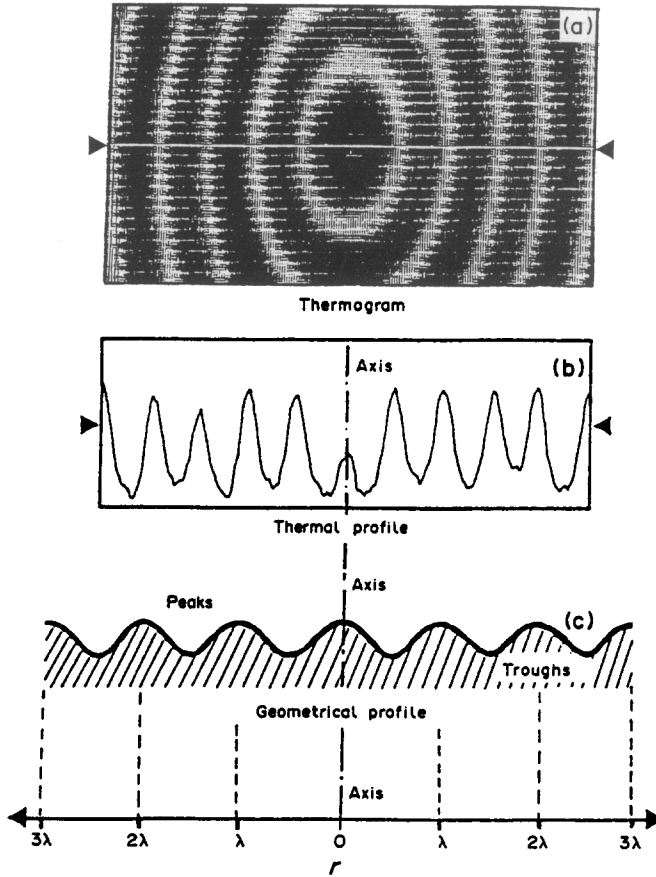 (a)
Thermogram
(b)
Axis
Thermal profile
Axis
Peaks
(c)
Troughs
Geometrical profile
Axis
3λ 2λ λ 0 λ 2λ 3λ
r